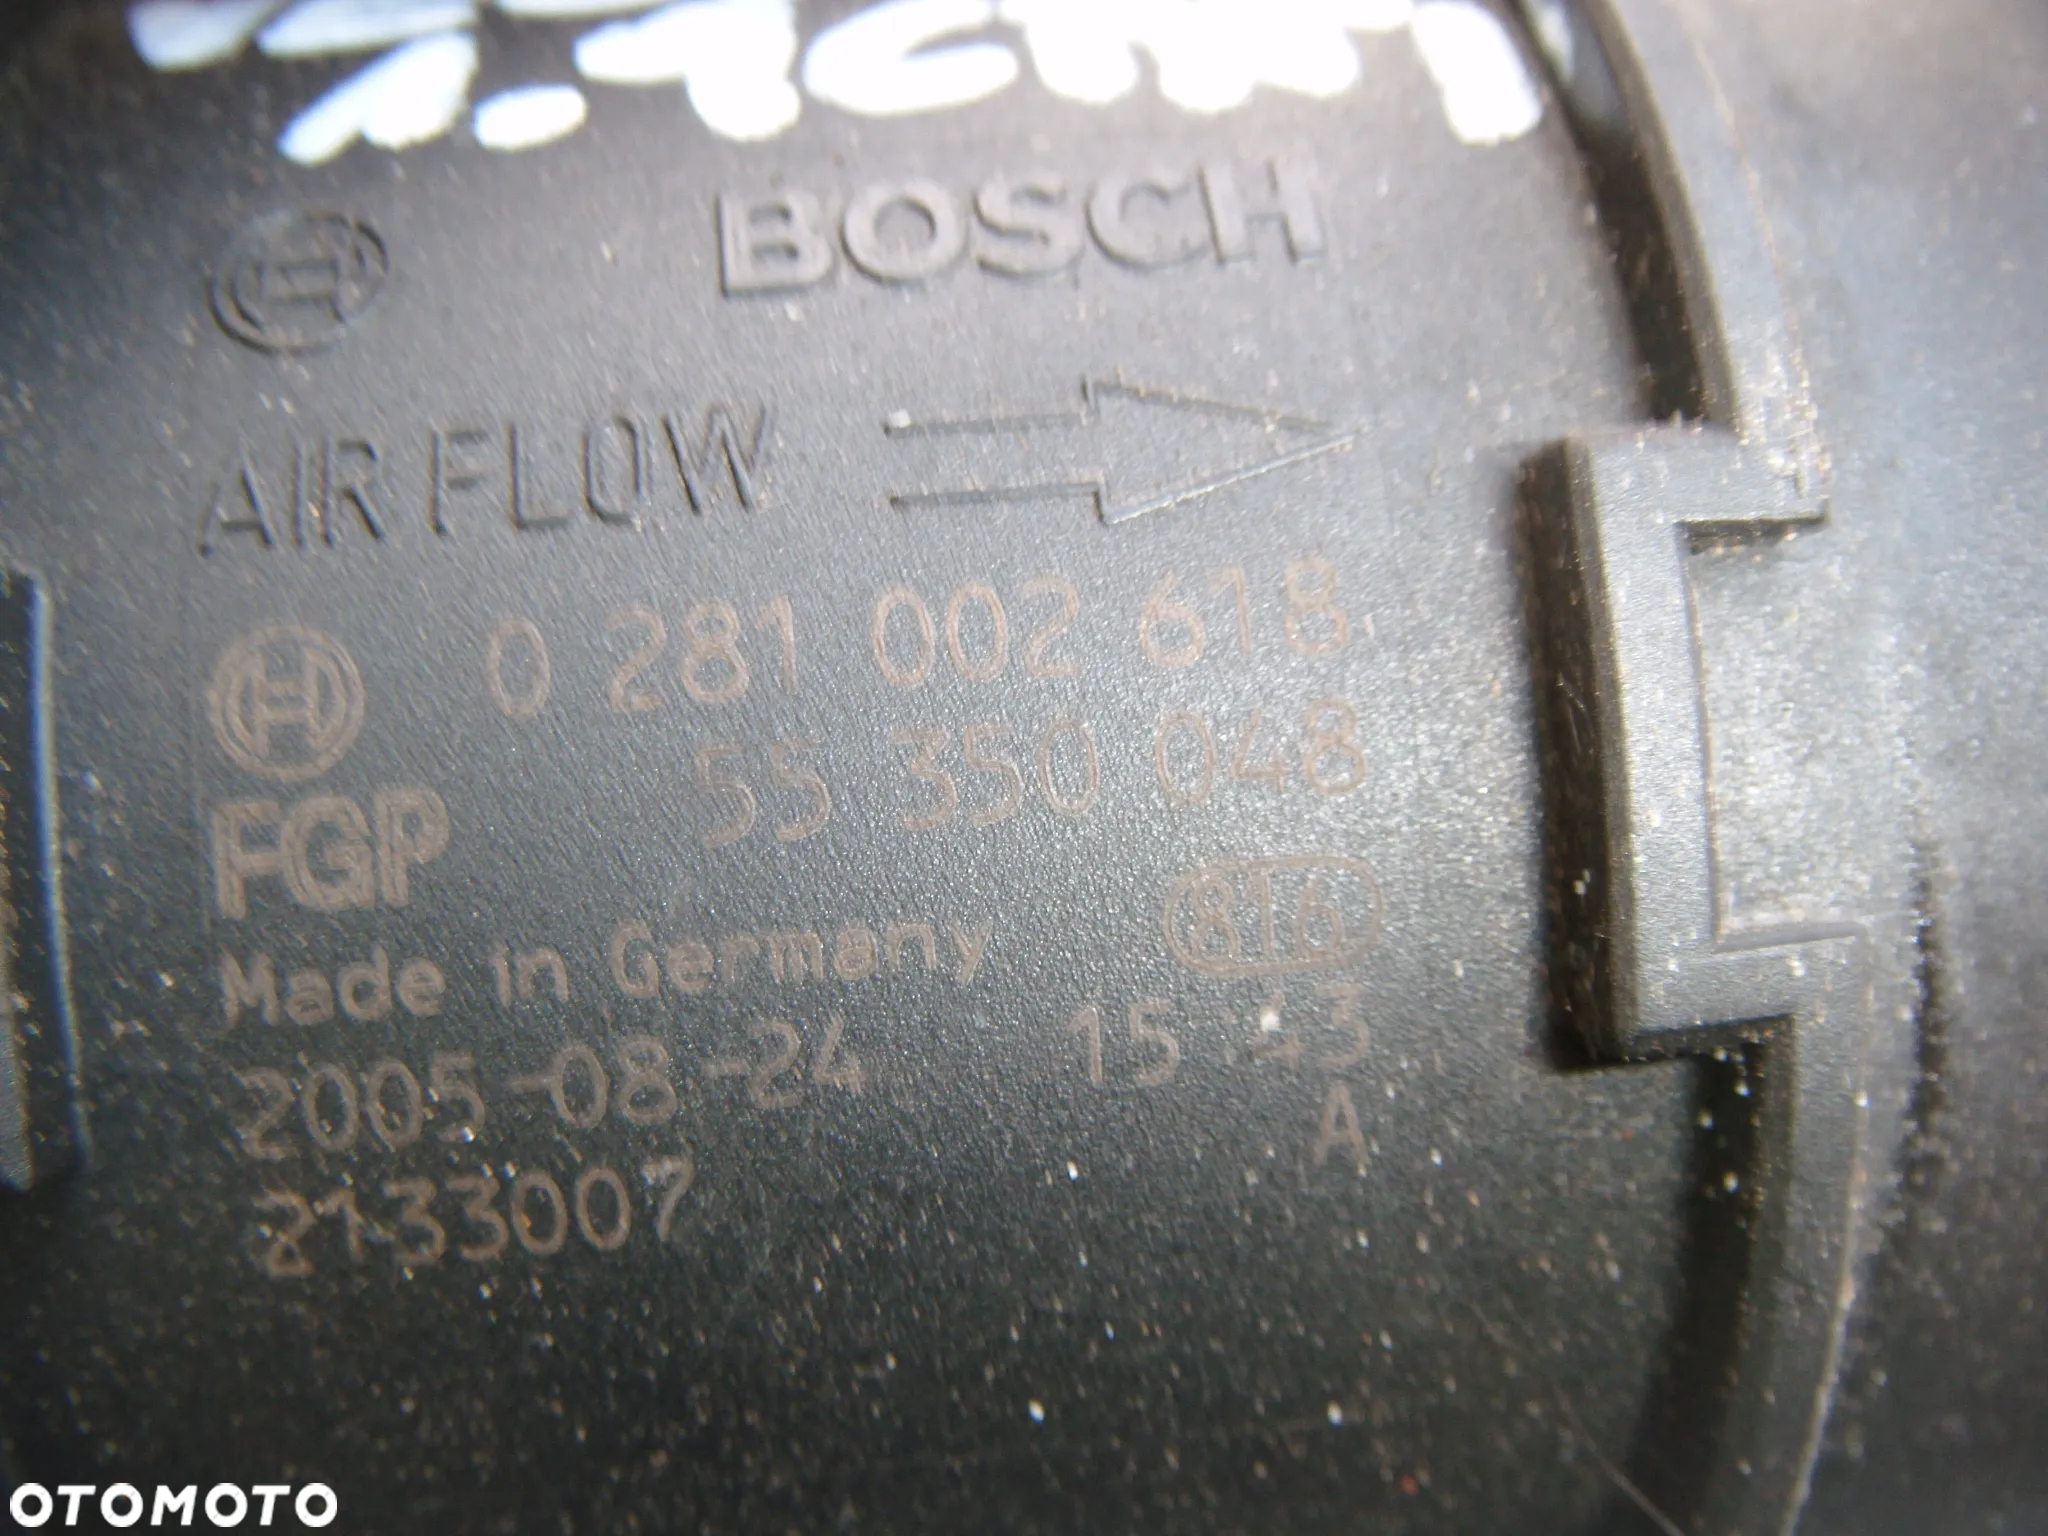 BOSCH
AIR FLOW
0 281 002 618
FGP 55 350 048
Made in Germany 816
2005-08-24 15 43
A
2133007
OTOMOTO